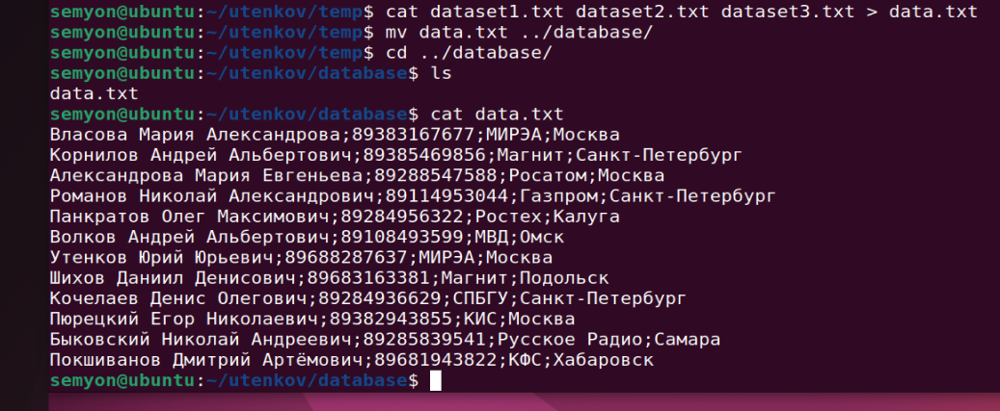 semyon@ubuntu:~/utenkov/temp$ cat dataset1.txt dataset2.txt dataset3.txt > data.txt
semyon@ubuntu:~/utenkov/temp$ mv data.txt ../database/
semyon@ubuntu:~/utenkov/temp$ cd ../database/
semyon@ubuntu:~/utenkov/database$ ls
data.txt
semyon@ubuntu:~/utenkov/database$ cat data.txt
Власова Мария Александрова;89383167677;МИРЭА;Москва
Корнилов Андрей Альбертович;89385469856;Магнит;Санкт-Петербург
Александрова Мария Евгеньева;89288547588;Росатом;Москва
Романов Николай Александрович;89114953044;Газпром;Санкт-Петербург
Панкратов Олег Максимович;89284956322;Ростех;Калуга
Волков Андрей Альбертович;89108493599;МВД;Омск
Утенков Юрий Юрьевич;89688287637;МИРЭА;Москва
Шихов Даниил Денисович;89683163381;Магнит;Подольск
Кочелаев Денис Олегович;89284936629;СПБГУ;Санкт-Петербург
Пюрецкий Егор Николаевич;89382943855;КИС;Москва
Быковский Николай Андреевич;89285839541;Русское Радио;Самара
Покшиванов Дмитрий Артёмович;89681943822;КФС;Хабаровск
semyon@ubuntu:~/utenkov/database$